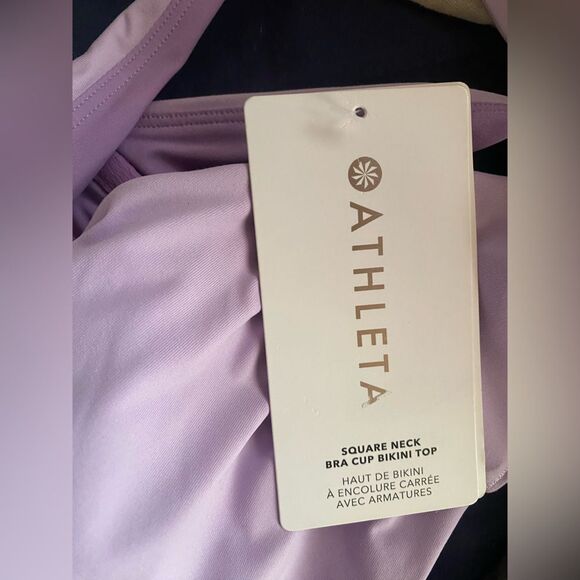 ATHLETA
SQUARE NECK
BRA CUP BIKINI TOP
HAUT DE BIKINI
À ENCOLURE CARRÉE
AVEC ARMATURES